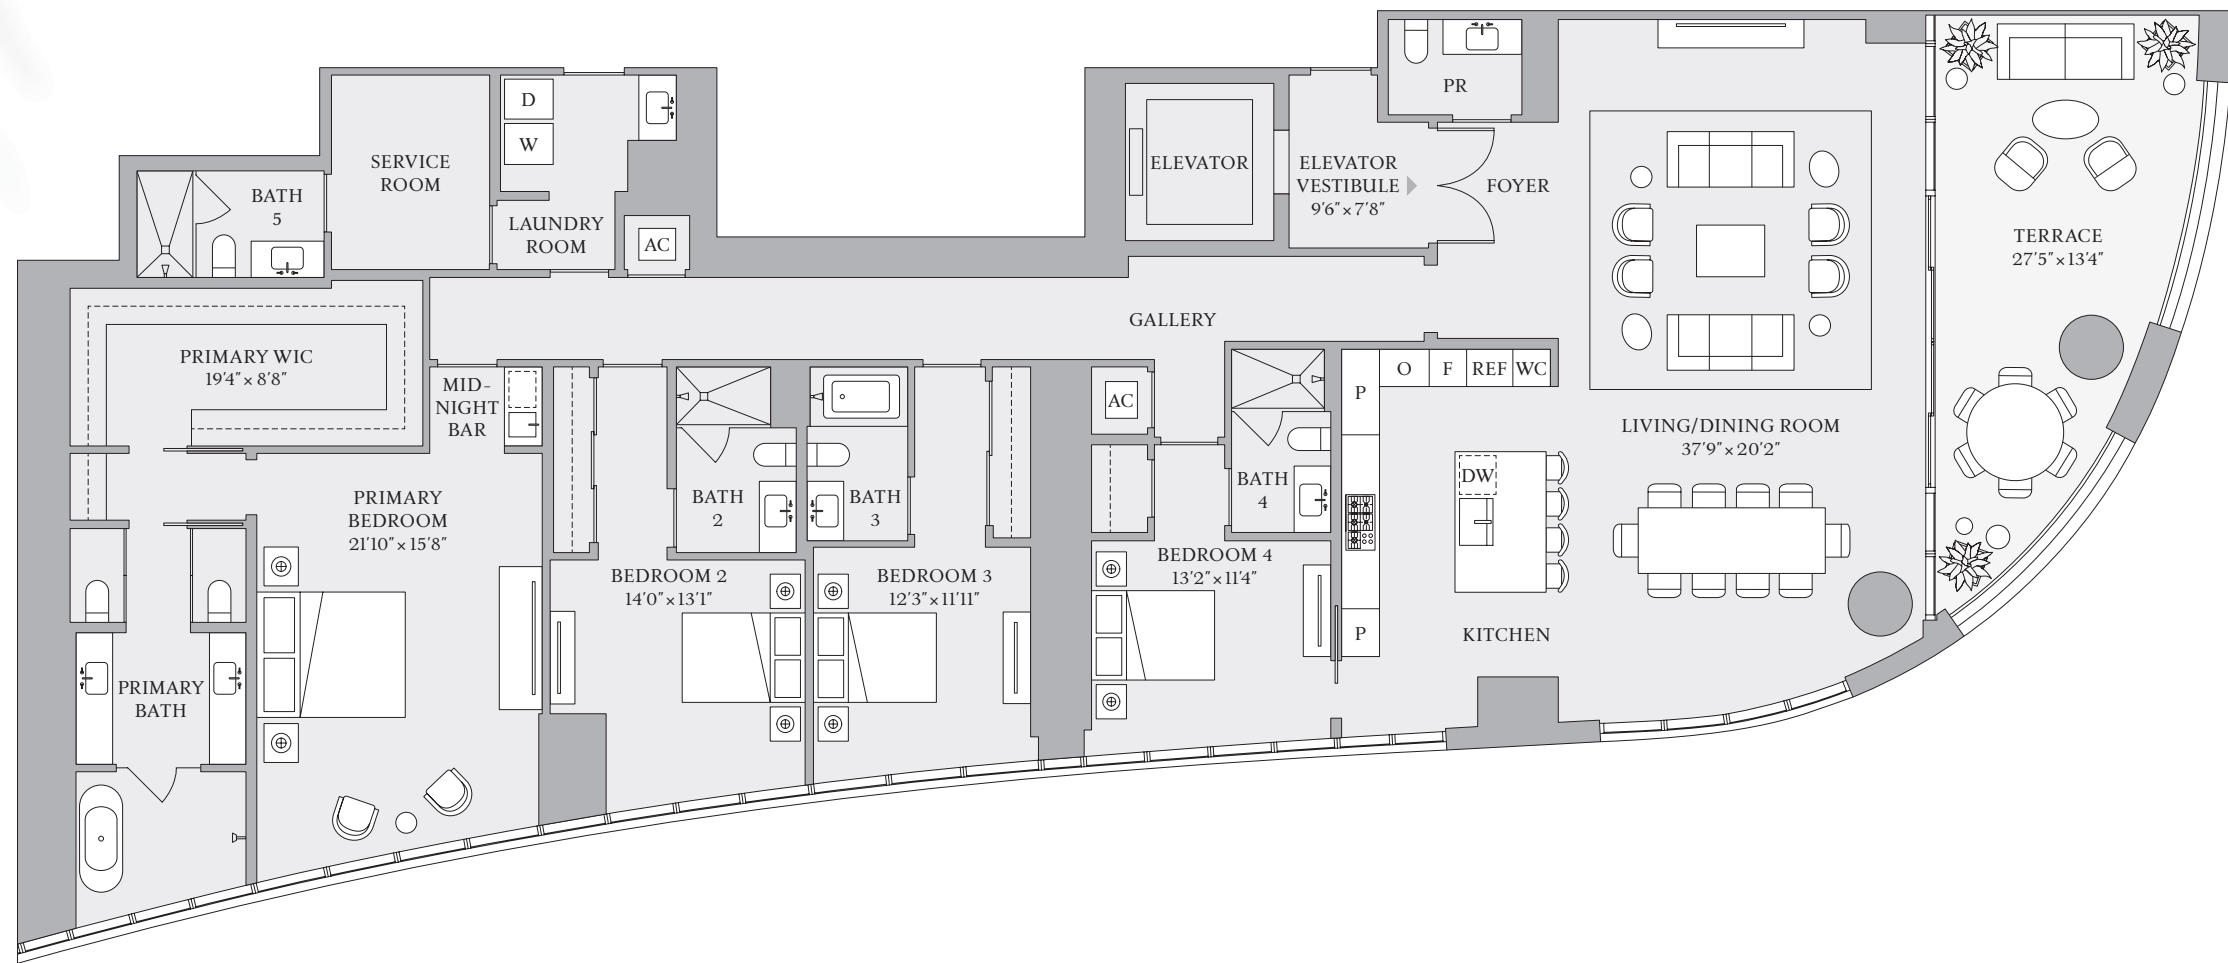 PR
D
W
SERVICE
ROOM
BATH
5
LAUNDRY
ROOM
AC
ELEVATOR
ELEVATOR
VESTIBULE
9'6"×7'8"
FOYER
TERRACE
27'5"×13'4"
GALLERY
PRIMARY WIC
19'4"×8'8"
MID-
NIGHT
BAR
AC
P
O
F
REF
WC
LIVING/DINING ROOM
37'9"×20'2"
PRIMARY
BEDROOM
21'10"×15'8"
BATH
2
BATH
3
BATH
4
DW
BEDROOM 2
14'0"×13'1"
BEDROOM 3
12'3"×11'11"
BEDROOM 4
13'2"×11'4"
P
KITCHEN
PRIMARY
BATH